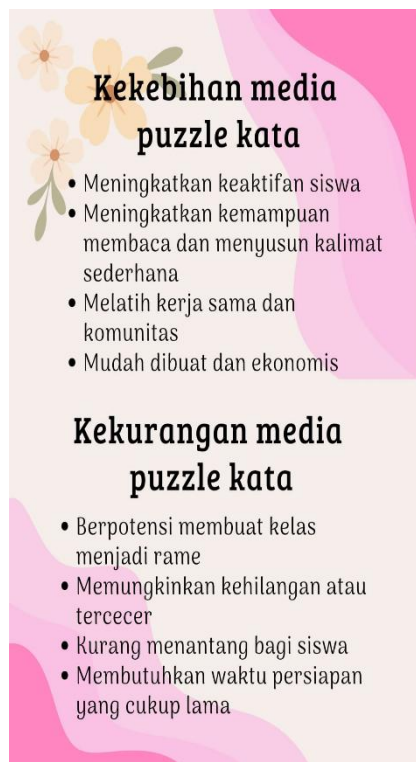 Kekebihan media
puzzle kata
• Meningkatkan keaktifan siswa
• Meningkatkan kemampuan
membaca dan menyusun kalimat
sederhana
• Melatih kerja sama dan
komunitas
• Mudah dibuat dan ekonomis
Kekurangan media
puzzle kata
• Berpotensi membuat kelas
menjadi rame
• Memungkinkan kehilangan atau
tercecer
• Kurang menantang bagi siswa
• Membutuhkan waktu persiapan
yang cukup lama